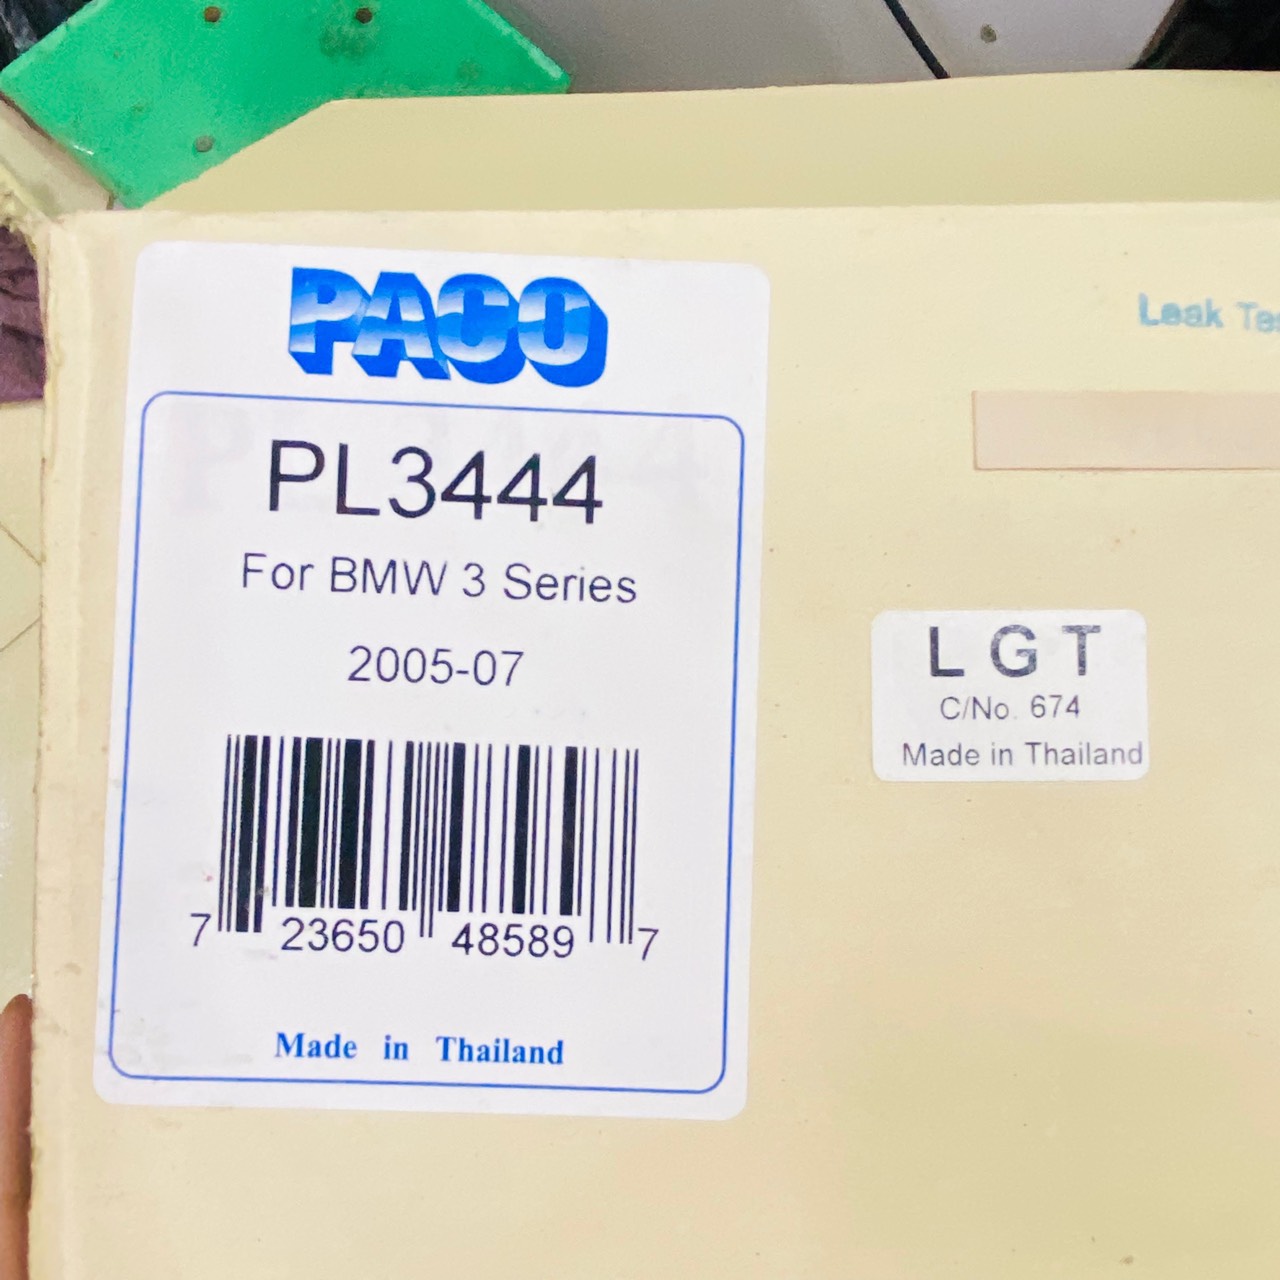 PACO
PL3444
For BMW 3 Series
2005-07
7 23650 48589 7
Made in Thailand
Leak
L G T
C/No. 674
Made in Thailand